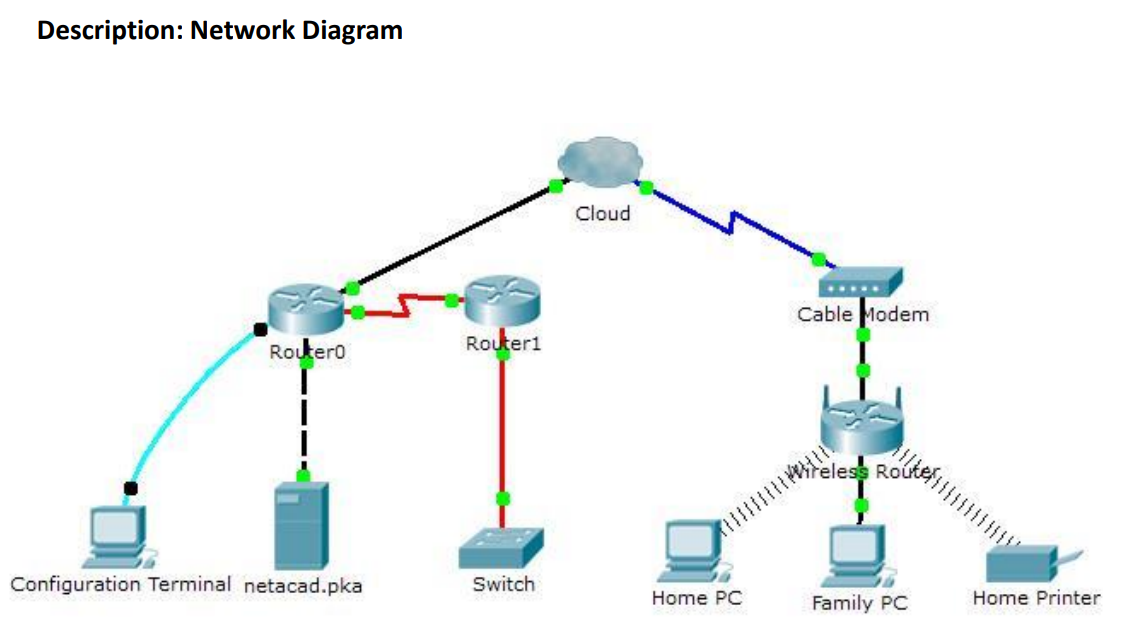 Description: Network Diagram
Cloud
Cable Modem
Router0
Router1
Wireless Router
Configuration Terminal
netacad.pka
Switch
Home PC
Family PC
Home Printer